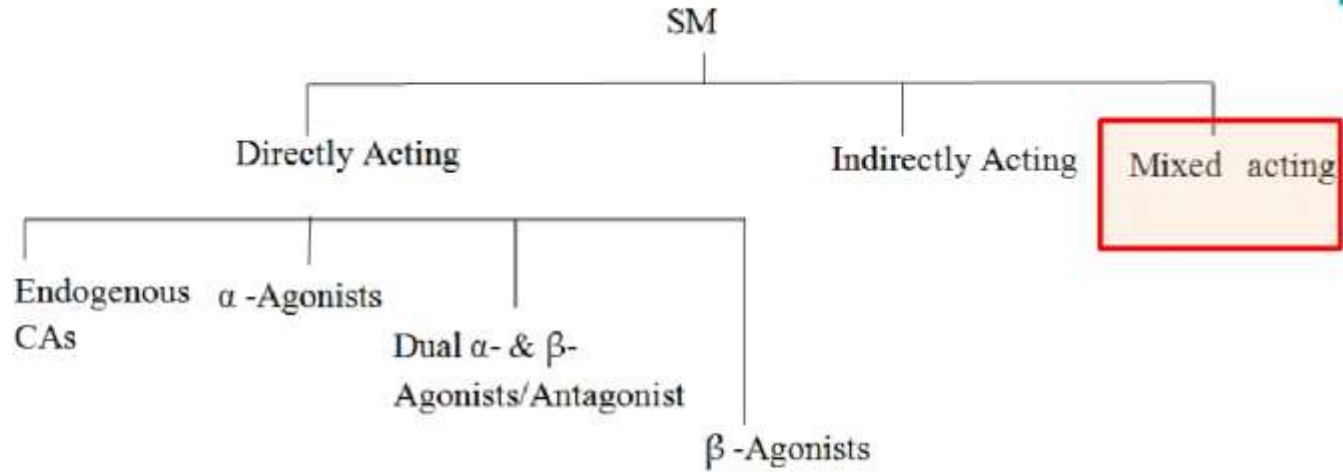 SM
Directly Acting
Indirectly Acting
Mixed acting
Endogenous
CAs
α -Agonists
Dual α- & β-
Agonists/Antagonist
β -Agonists